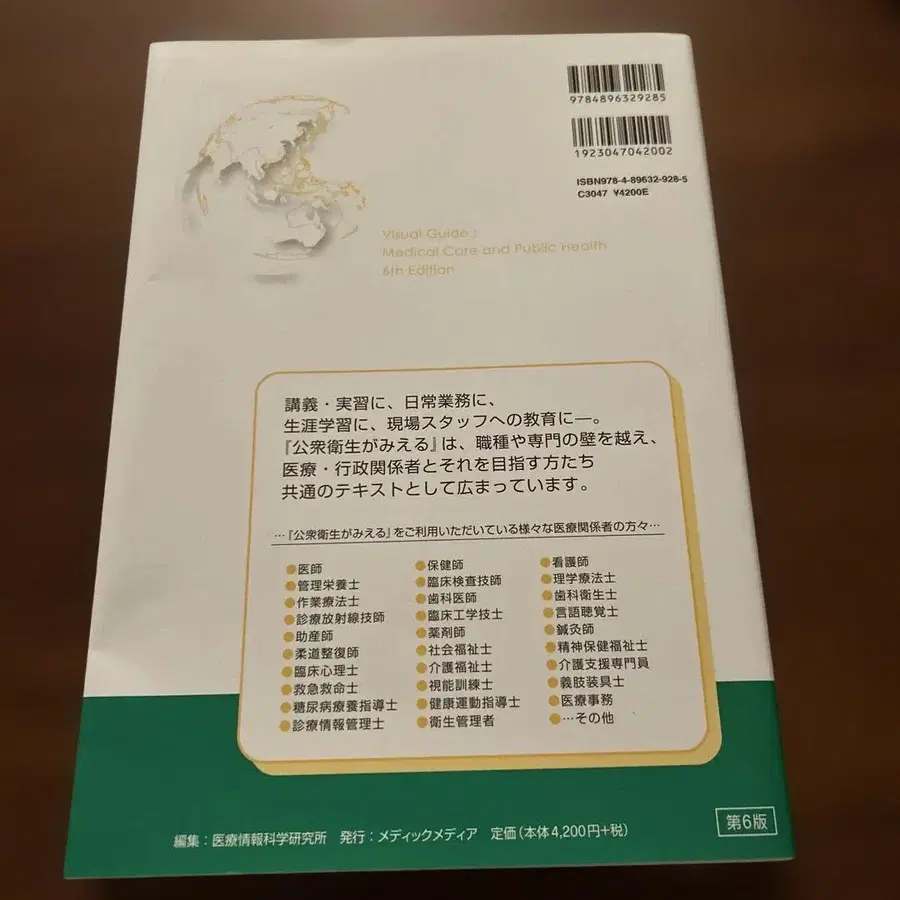 9784896329285
1923047042002
ISBN978-4-89632-928-5
C3047 ¥4200E
Visual Guide :
Medical Care and Public Health
6th Edition
講義・実習に、日常業務に、
生涯学習に、現場スタッフへの教育に―。
『公衆衛生がみえる』は、職種や専門の壁を越え、
医療・行政関係者とそれを目指す方たち
共通のテキストとして広まっています。
…『公衆衛生がみえる』をご利用いただいている様々な医療関係者の方々…
●医師 ●保健師 ●看護師
●管理栄養士 ●臨床検査技師 ●理学療法士
●作業療法士 ●歯科医師 ●歯科衛生士
●診療放射線技師 ●臨床工学技士 ●言語聴覚士
●助産師 ●薬剤師 ●鍼灸師
●柔道整復師 ●社会福祉士 ●精神保健福祉士
●臨床心理士 ●介護福祉士 ●介護支援専門員
●救急救命士 ●視能訓練士 ●義肢装具士
●糖尿病療養指導士 ●健康運動指導士 ●医療事務
●診療情報管理士 ●衛生管理者 ●…その他
第6版
編集：医療情報科学研究所 発行：メディックメディア 定価（本体4,200円+税）